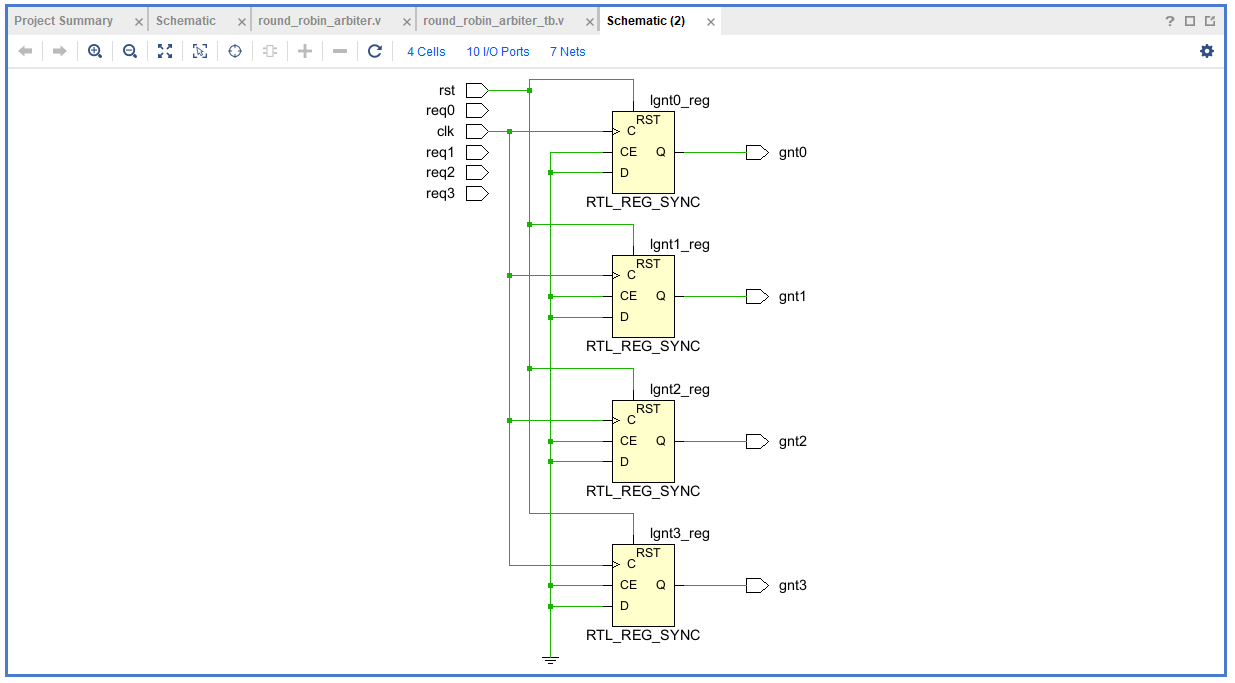 Project Summary × Schematic × round_robin_arbiter.v × round_robin_arbiter_tb.v × Schematic (2) × ?
4 Cells 10 I/O Ports 7 Nets
rst
req0
clk
req1
req2
req3
lgnt0_reg
RST
C
CE Q
D
RTL_REG_SYNC
gnt0
lgnt1_reg
RST
C
CE Q
D
RTL_REG_SYNC
gnt1
lgnt2_reg
RST
C
CE Q
D
RTL_REG_SYNC
gnt2
lgnt3_reg
RST
C
CE Q
D
RTL_REG_SYNC
gnt3